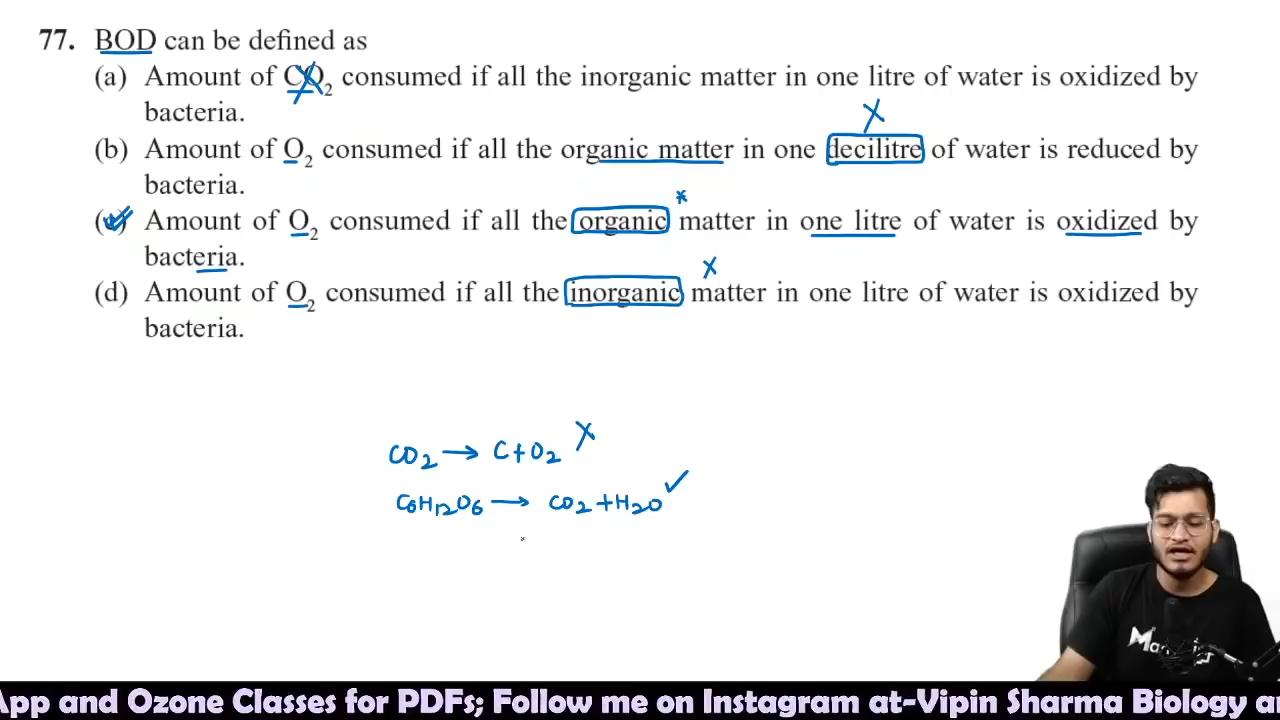 77. BOD can be defined as
(a) Amount of CO2 consumed if all the inorganic matter in one litre of water is oxidized by
bacteria.
(b) Amount of O2 consumed if all the organic matter in one decilitre of water is reduced by
bacteria.
(c) Amount of O2 consumed if all the organic matter in one litre of water is oxidized by
bacteria.
(d) Amount of O2 consumed if all the inorganic matter in one litre of water is oxidized by
bacteria.
CO2 → C+O2 X
C6H12O6 → CO2+H2O ✓
App and Ozone Classes for PDFs; Follow me on Instagram at-Vipin Sharma Biology